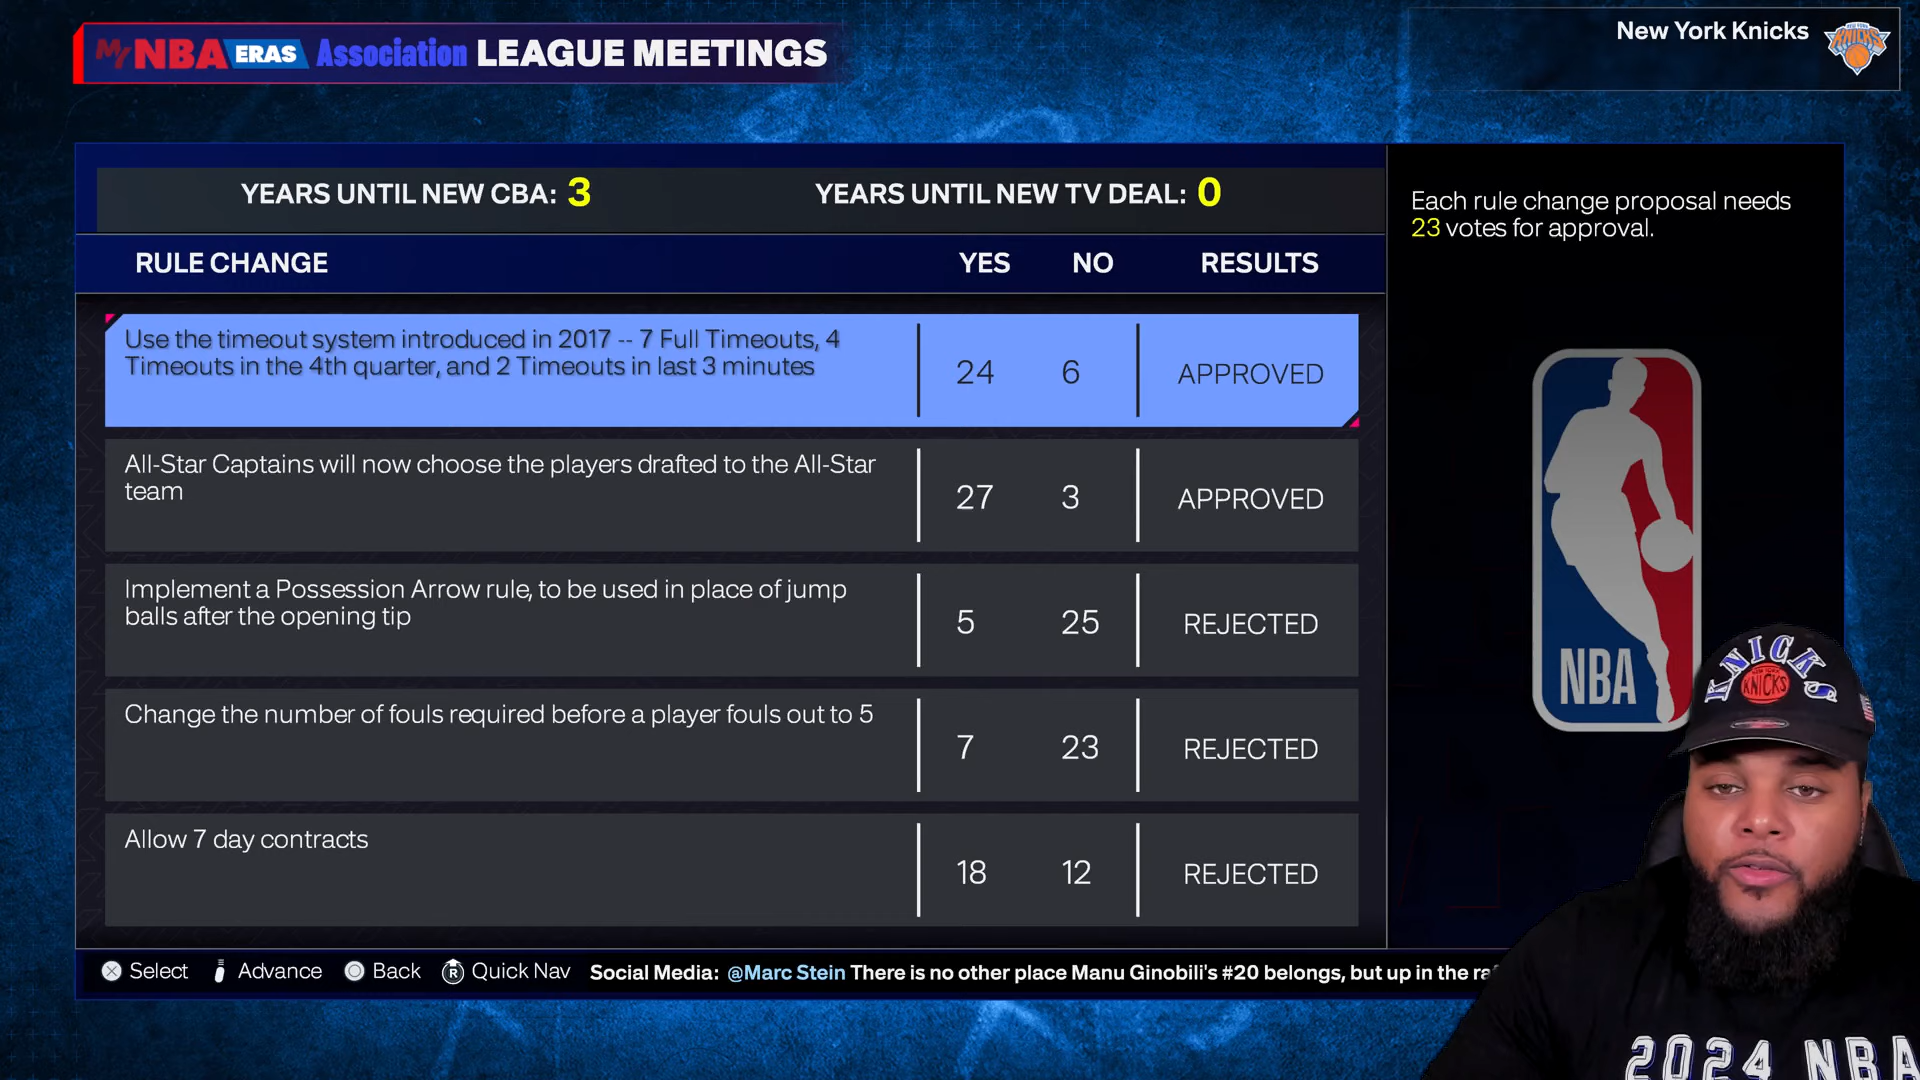 MyNBA ERAS Association LEAGUE MEETINGS
New York Knicks
NEW YORK
KNICKS
YEARS UNTIL NEW CBA: 3
YEARS UNTIL NEW TV DEAL: 0
Each rule change proposal needs
23 votes for approval.
RULE CHANGE YES NO RESULTS
Use the timeout system introduced in 2017 -- 7 Full Timeouts, 4
Timeouts in the 4th quarter, and 2 Timeouts in last 3 minutes
24 6 APPROVED
All-Star Captains will now choose the players drafted to the All-Star
team
27 3 APPROVED
Implement a Possession Arrow rule, to be used in place of jump
balls after the opening tip
5 25 REJECTED
Change the number of fouls required before a player fouls out to 5
7 23 REJECTED
Allow 7 day contracts
18 12 REJECTED
NBA
KNICKS
KNICKS
Select Advance Back R Quick Nav Social Media: @Marc Stein There is no other place Manu Ginobili's #20 belongs, but up in the
2024 NBA